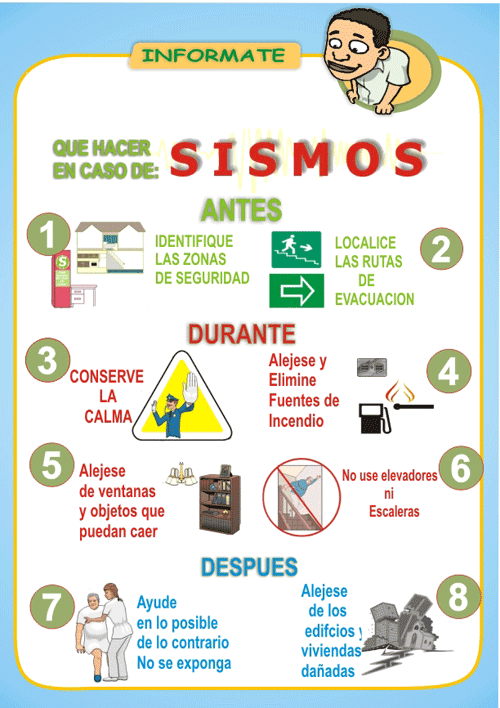 INFORMATE
QUE HACER
EN CASO DE:
SISMOS
ANTES
1
IDENTIFIQUE
LAS ZONAS
DE SEGURIDAD
S
2
LOCALICE
LAS RUTAS
DE
EVACUACION
DURANTE
3
CONSERVE
LA
CALMA
4
Alejese y
Elimine
Fuentes de
Incendio
5
Alejese
de ventanas
y objetos que
puedan caer
6
No use elevadores
ni
Escaleras
DESPUES
7
Ayude
en lo posible
de lo contrario
No se exponga
8
Alejese
de los
edifcios y
viviendas
dañadas